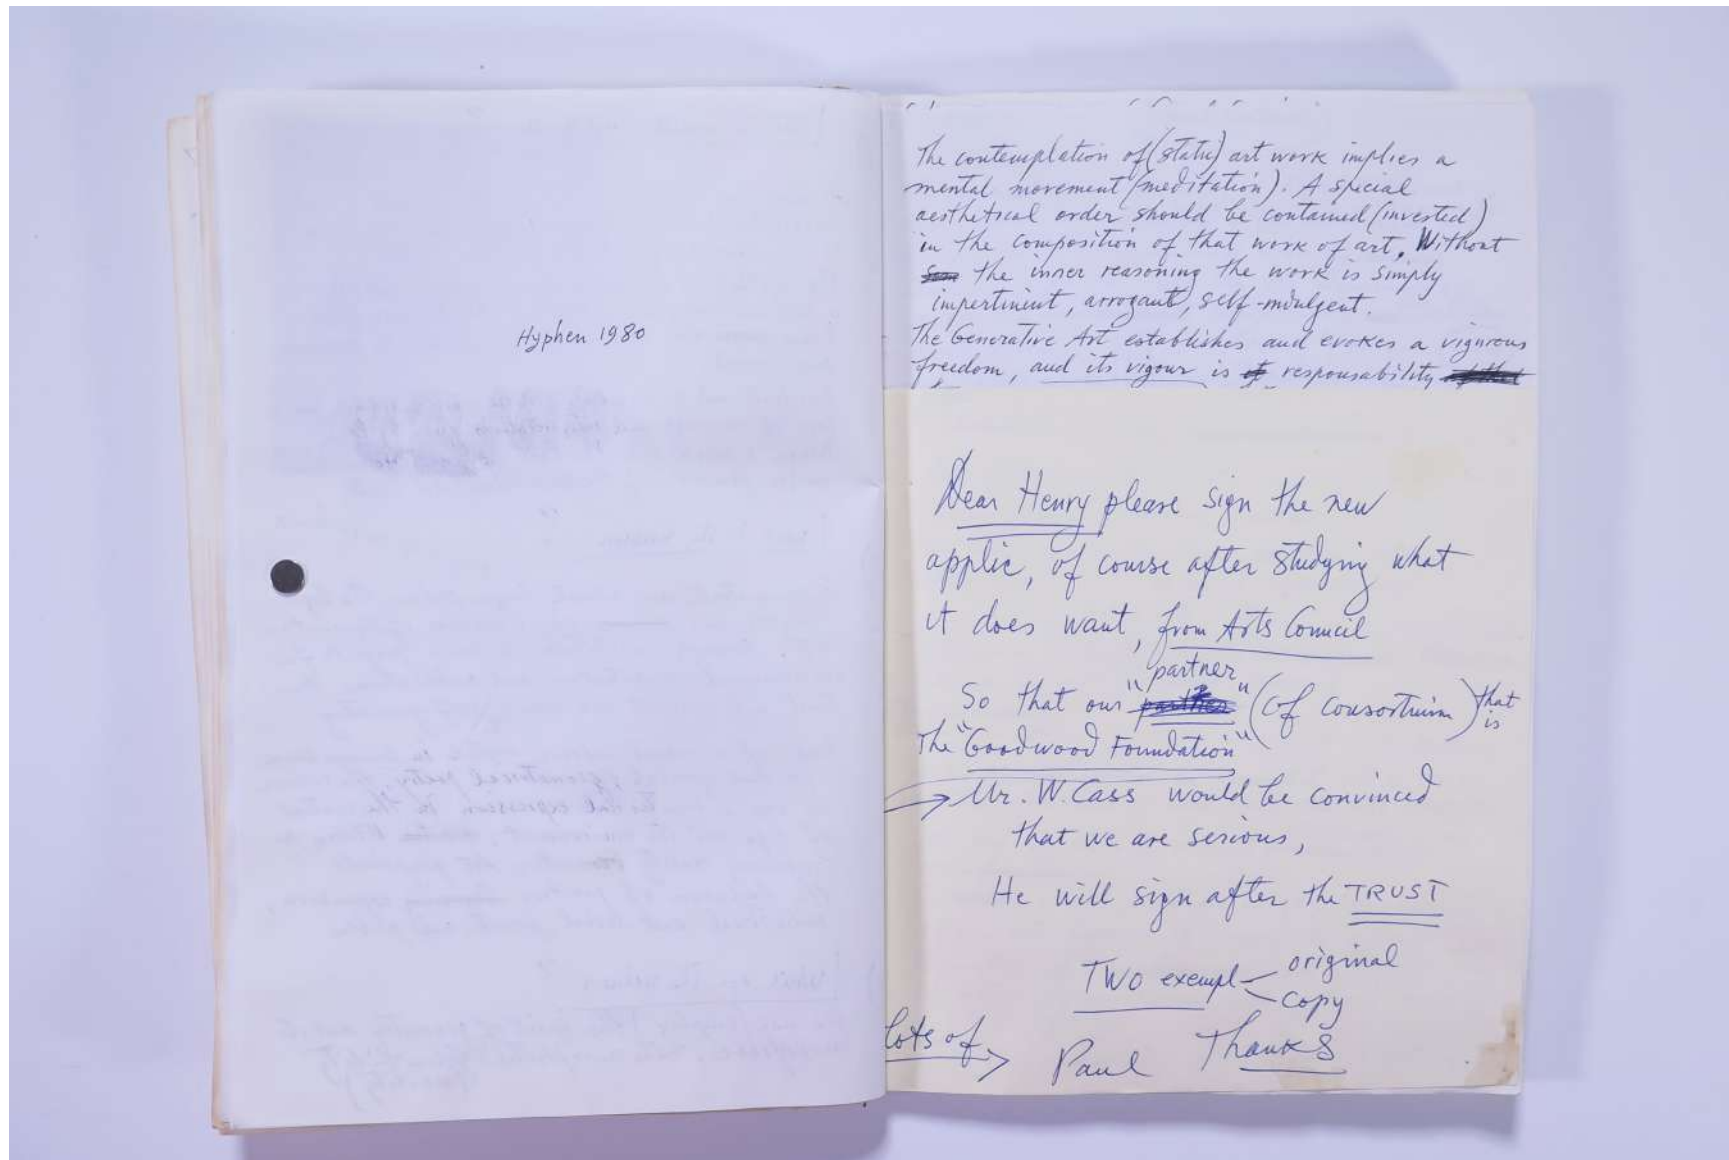 Hyphen 1980
The contemplation of (static) art work implies a
mental movement (meditation). A special
aesthetical order should be contained (invested)
in the composition of that work of art. Without
the inner reasoning the work is simply
impertinent, arrogant, self-indulgent.
The Generative Art establishes and evokes a vigurous
freedom, and its vigour is responsability
Dear Henry please sign the new
applic, of course after studying what
it does want, from Arts Council
partner
So that our " " (of consortium) that is
the "Goodwood Foundation"
Mr. W. Cass would be convinced
that we are serious,
He will sign after the TRUST
TWO exempl original
copy
lots of Thanks
Paul